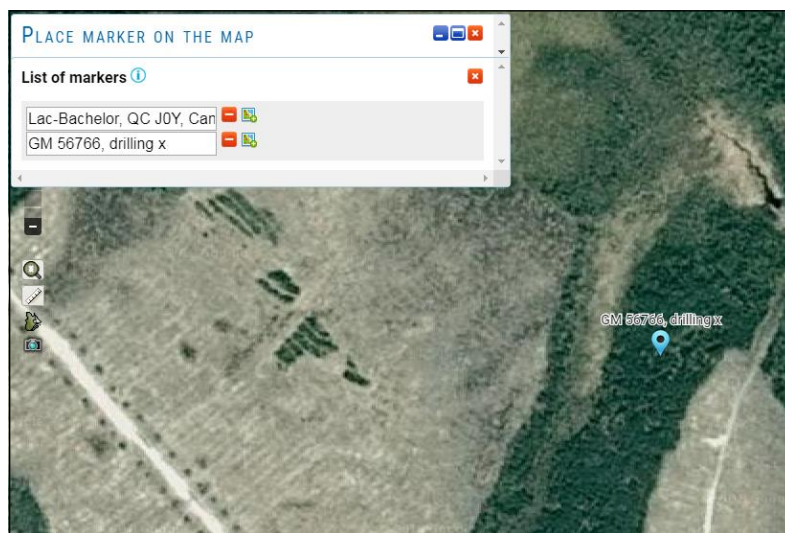 PLACE MARKER ON THE MAP
List of markers
Lac-Bachelor, QC J0Y, Can
GM 56766, drilling x
GM 56766, drilling x